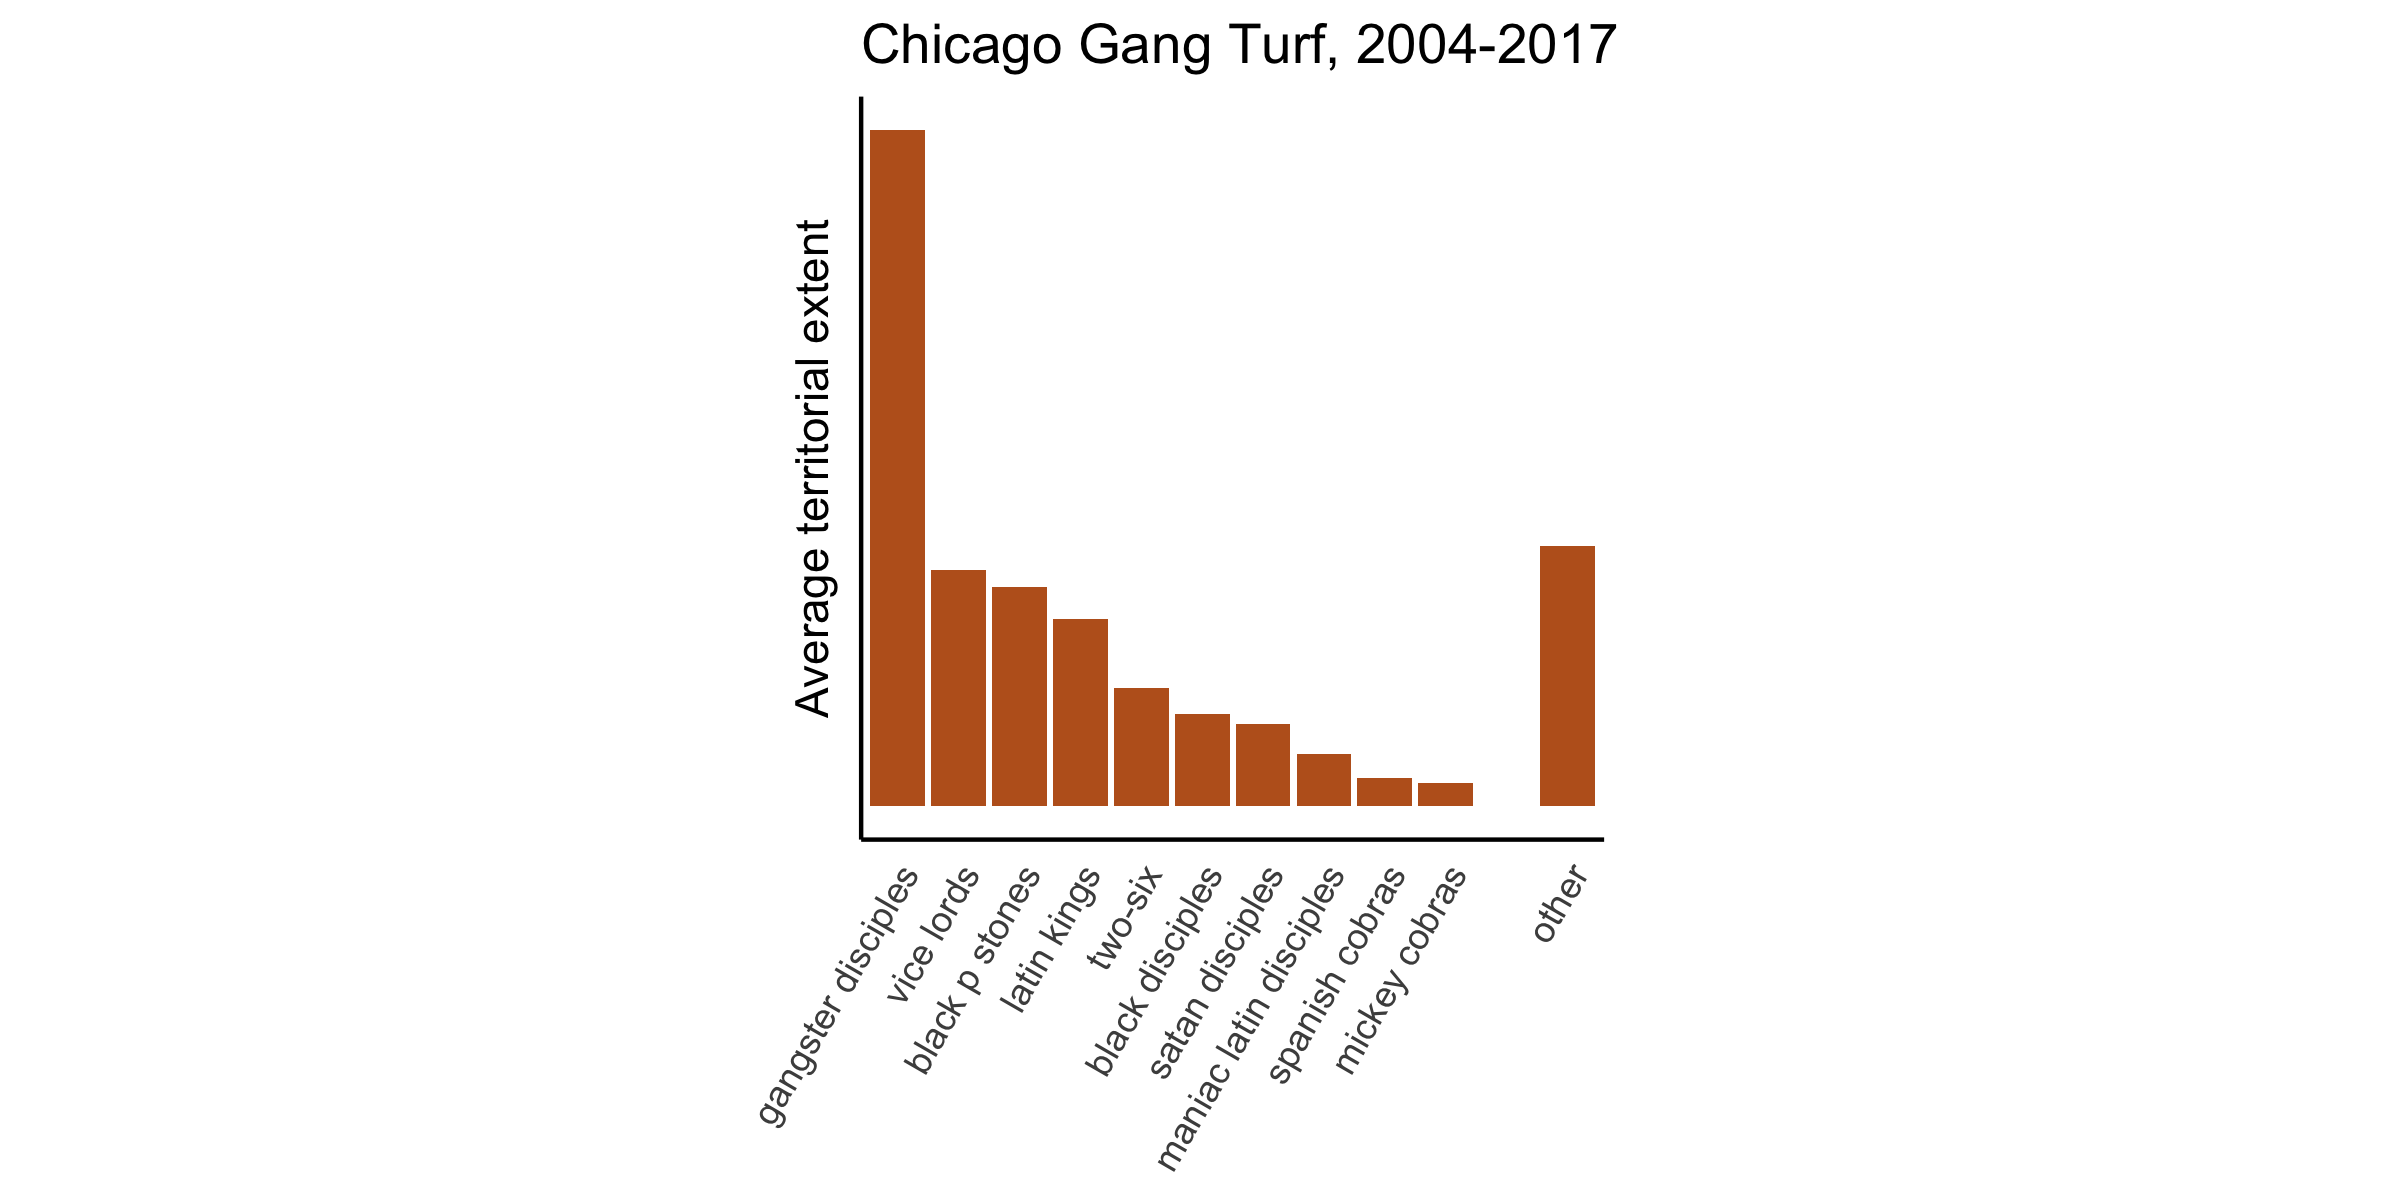 Chicago Gang Turf, 2004-2017
Average territorial extent
gangster disciples
vice lords
black p stones
latin kings
two-six
black disciples
satan disciples
maniac latin disciples
spanish cobras
mickey cobras
other